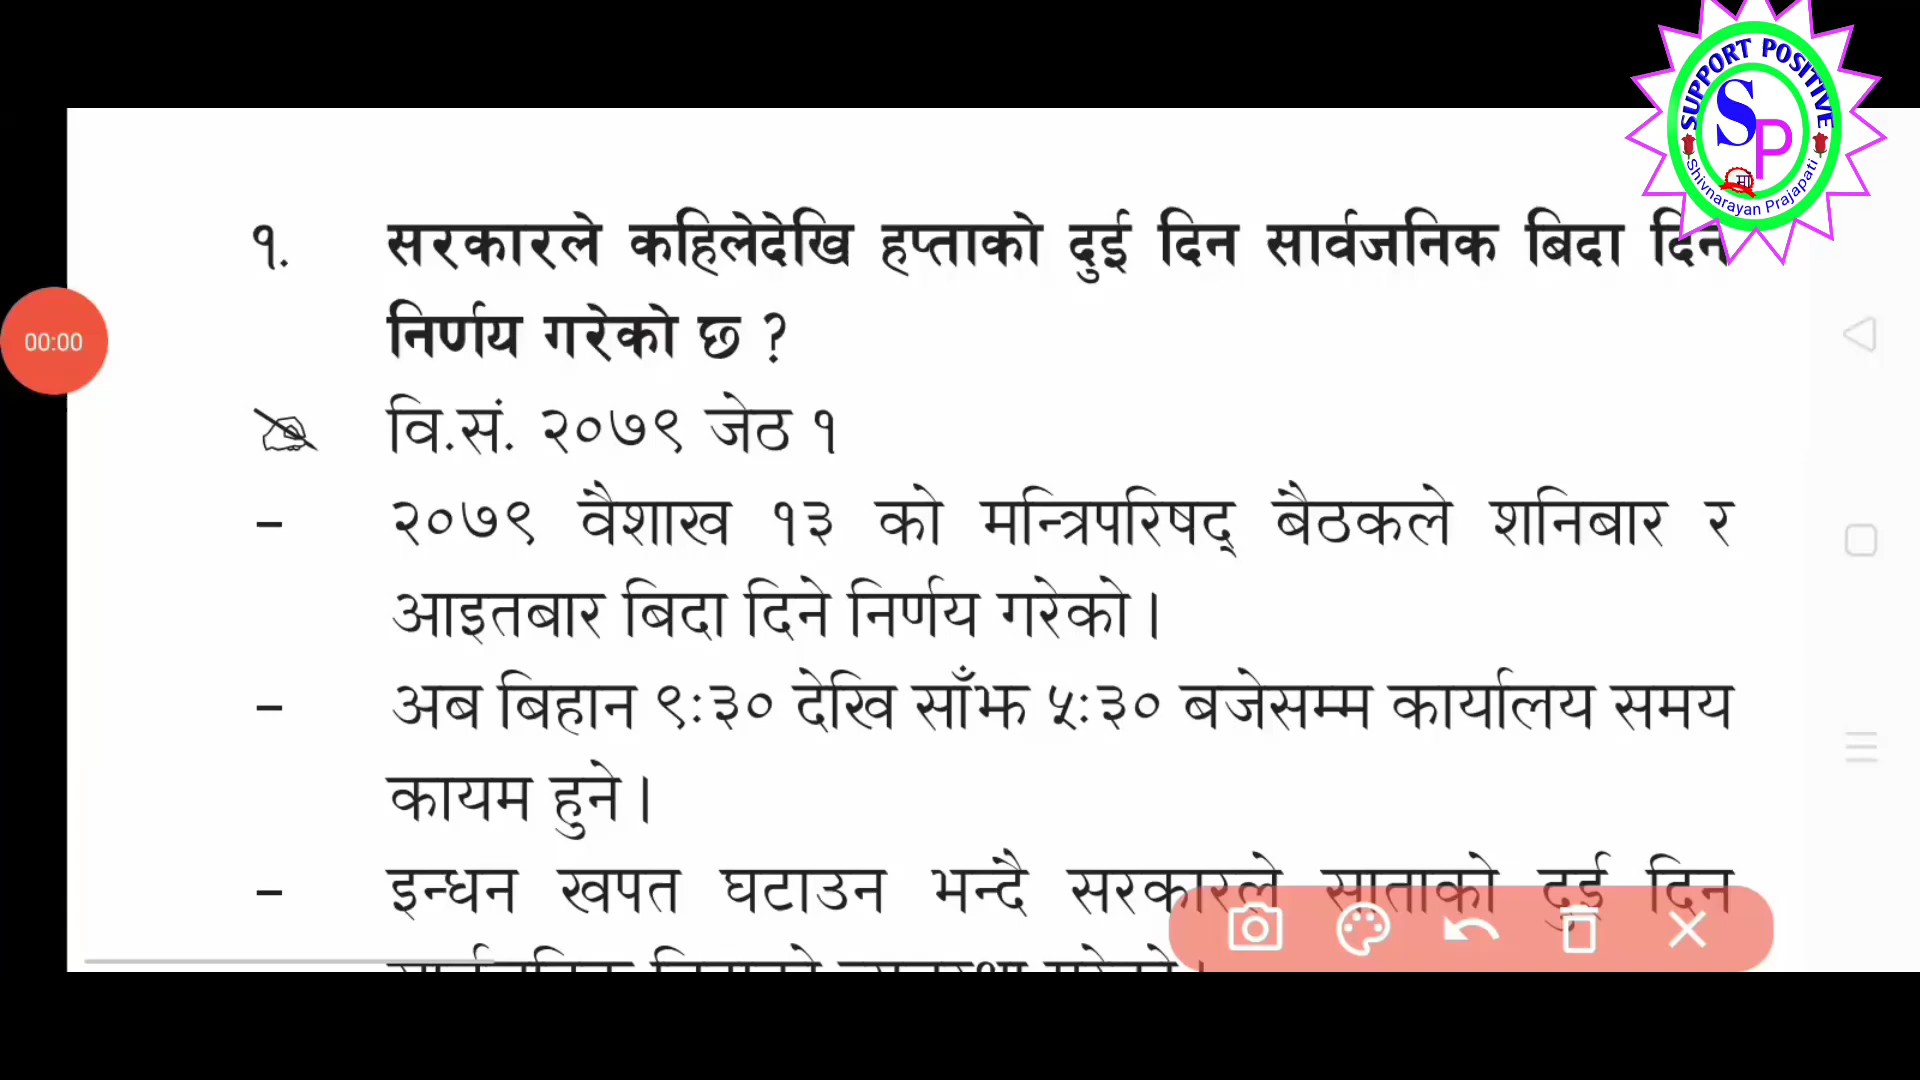 SUPPORT POSITIVE
SP
मा
Shivnarayan Prajapati
१. सरकारले कहिलेदेखि हप्ताको दुई दिन सार्वजनिक बिदा दिन
00:00
निर्णय गरेको छ ?
वि.सं. २०७९ जेठ १
– २०७९ वैशाख १३ को मन्त्रिपरिषद् बैठकले शनिबार र
आइतबार बिदा दिने निर्णय गरेको।
– अब बिहान ९:३० देखि साँझ ५:३० बजेसम्म कार्यालय समय
कायम हुने।
– इन्धन खपत घटाउन भन्दै सरकारले साताको दुई दिन